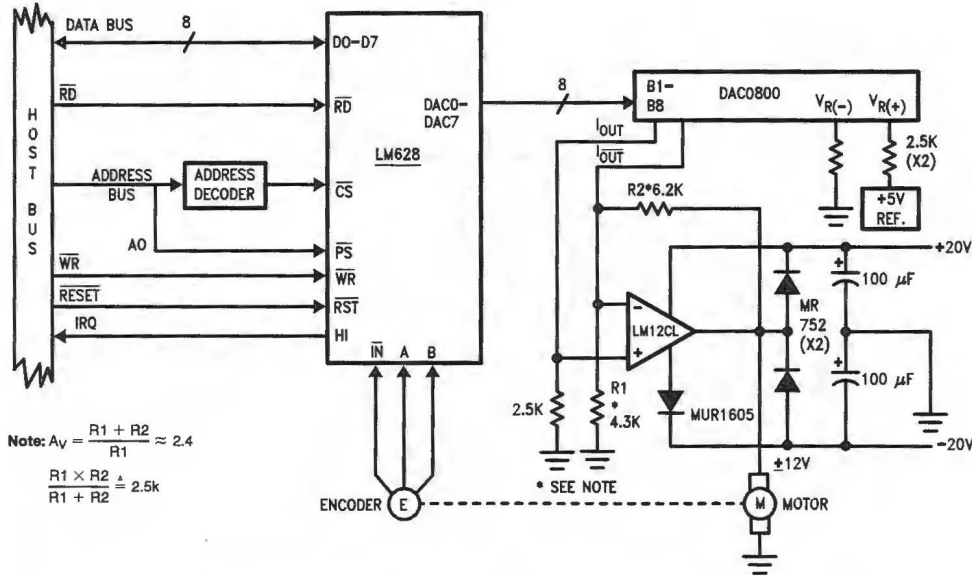 DATA BUS
8
D0-D7
RD
RD
HOST BUS
DAC0-
DAC7
LM628
8
B1-
B8
DAC0800
VR(-)
VR(+)
IOUT
IOUT
2.5K
(X2)
+5V
REF.
ADDRESS
BUS
ADDRESS
DECODER
CS
R2*6.2K
A0
PS
WR
WR
RESET
RST
IRQ
HI
IN
A
B
+20V
+
100 µF
MR
752
(X2)
−
LM12CL
+
+
100 µF
2.5K
R1
*
4.3K
MUR1605
-20V
±12V
* SEE NOTE
Note: AV = R1 + R2 / R1 ≈ 2.4
R1 × R2 / R1 + R2 ≜ 2.5k
ENCODER
E
M
MOTOR